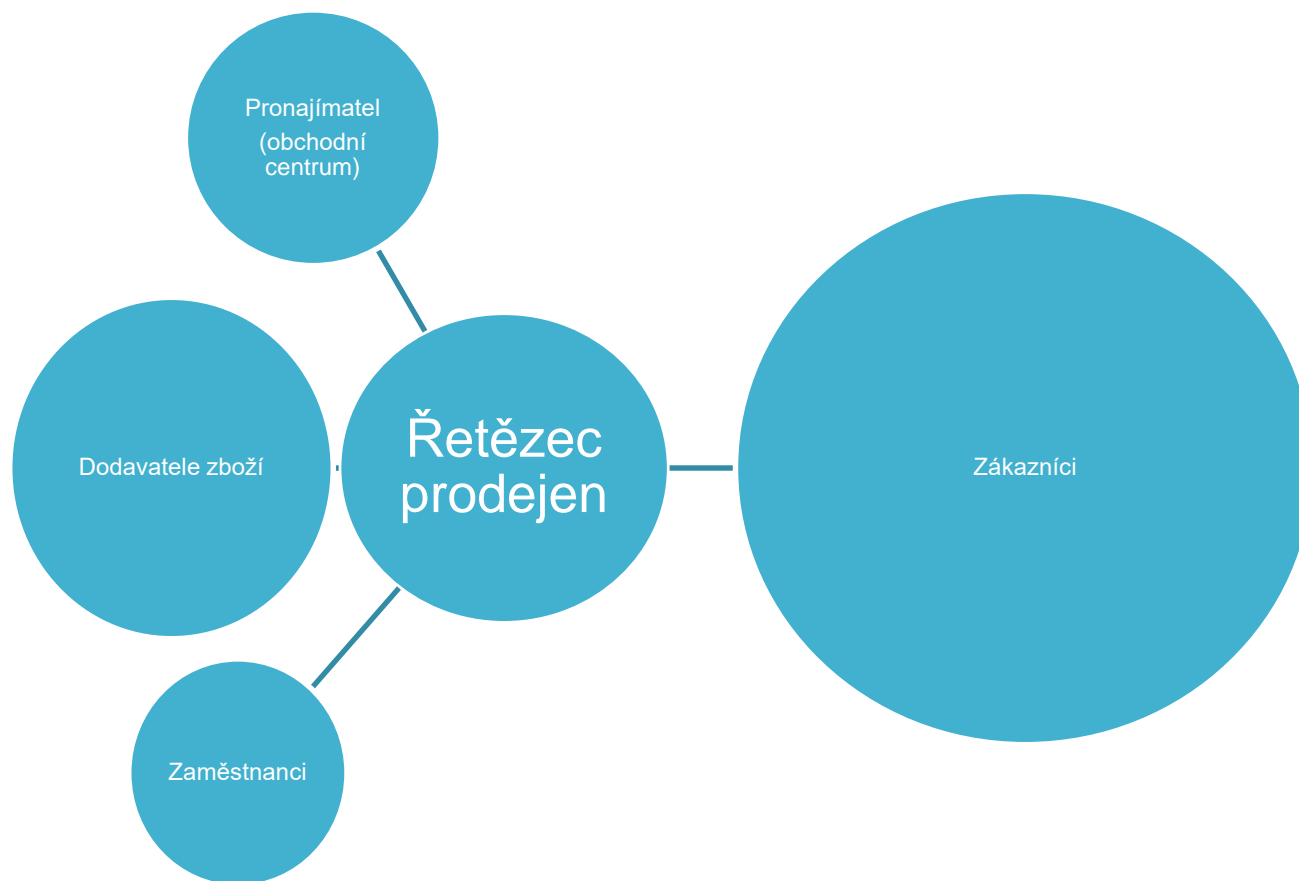 Pronajímatel
(obchodní
centrum)
Dodavatele zboží
Řetězec
prodejen
Zákazníci
Zaměstnanci